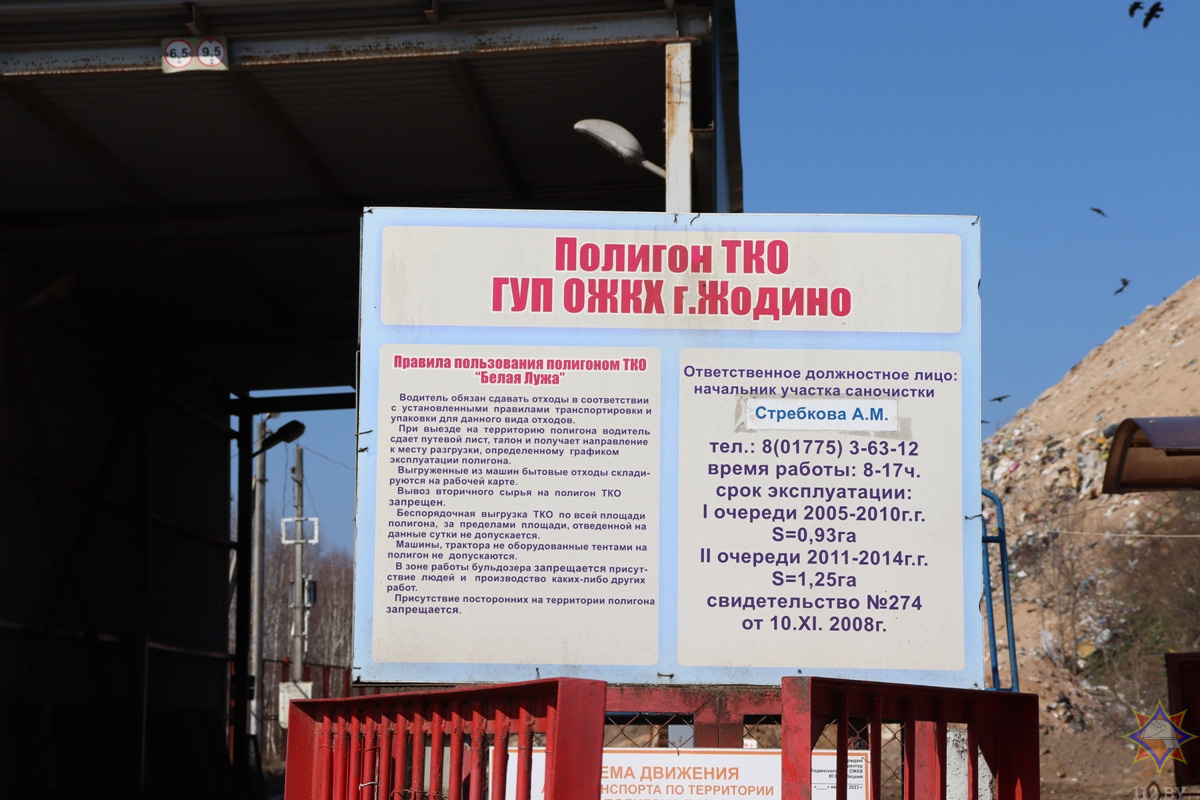 6,5 9,5
Полигон ТКО
ГУП ОЖКХ г.Жодино
Правила пользования полигоном ТКО
"Белая Лужа"
Водитель обязан сдавать отходы в соответствии
с установленными правилами транспортировки и
упаковки для данного вида отходов.
При выезде на территорию полигона водитель
сдает путевой лист, талон и получает направление
к месту разгрузки, определенному графиком
эксплуатации полигона.
Выгруженные из машин бытовые отходы склади-
руются на рабочей карте.
Вывоз вторичного сырья на полигон ТКО
запрещен.
Беспорядочная выгрузка ТКО по всей площади
полигона, за пределами площади, отведенной на
данные сутки не допускается.
Машины, трактора не оборудованные тентами на
полигон не допускаются.
В зоне работы бульдозера запрещается присут-
ствие людей и производство каких-либо других
работ.
Присутствие посторонних на территории полигона
запрещается.
Ответственное должностное лицо:
начальник участка саночистки
Стребкова А.М.
тел.: 8(01775) 3-63-12
время работы: 8-17ч.
срок эксплуатации:
I очереди 2005-2010г.г.
S=0,93га
II очереди 2011-2014г.г.
S=1,25га
свидетельство №274
от 10.XI. 2008г.
ЕМА ДВИЖЕНИЯ
НСПОРТА ПО ТЕРРИТОРИИ
ОЖКХ
2023 г.
112.BY